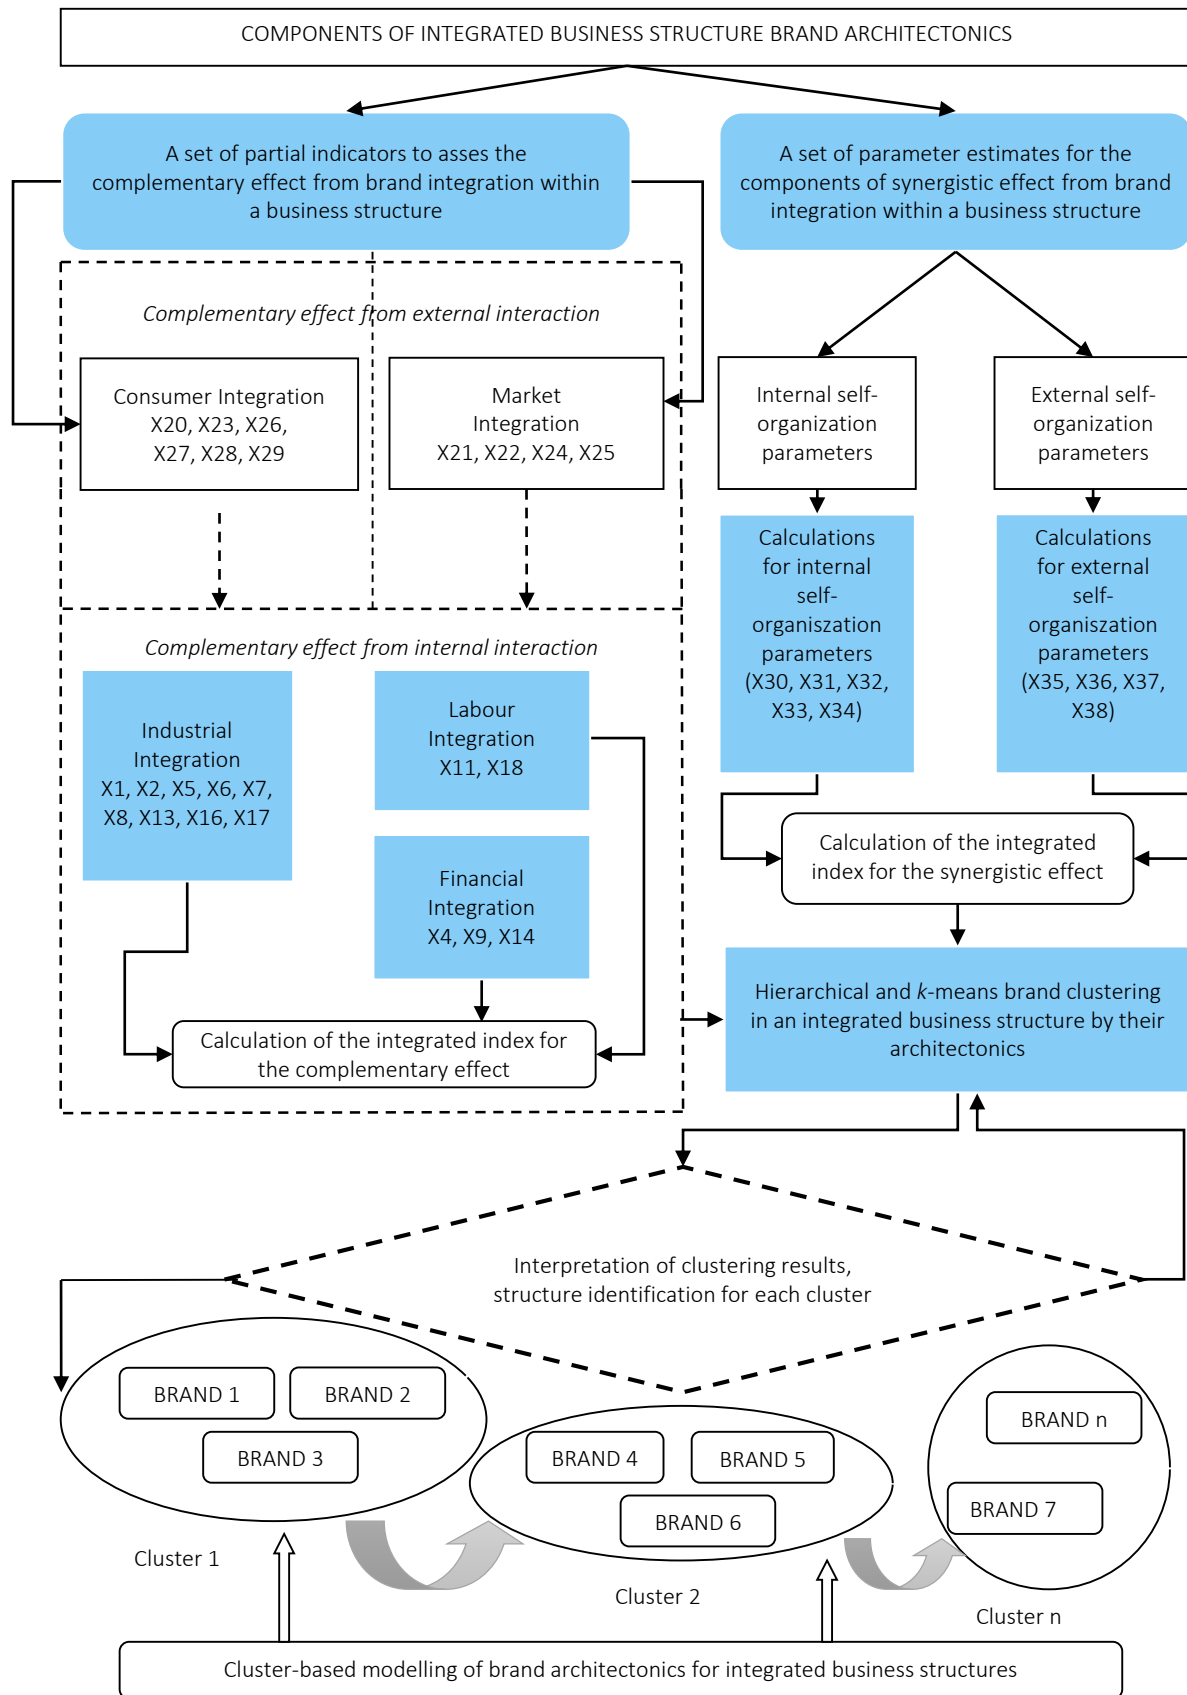 COMPONENTS OF INTEGRATED BUSINESS STRUCTURE BRAND ARCHITECTONICS
A set of partial indicators to asses the
complementary effect from brand integration within
a business structure
A set of parameter estimates for the
components of synergistic effect from brand
integration within a business structure
Complementary effect from external interaction
Consumer Integration
X20, X23, X26,
X27, X28, X29
Market
Integration
X21, X22, X24, X25
Internal self-
organization
parameters
External self-
organization
parameters
Calculations
for internal
self-
organiszation
parameters
(X30, X31, X32,
X33, X34)
Calculations
for external
self-
organiszation
parameters
(X35, X36, X37,
X38)
Complementary effect from internal interaction
Industrial
Integration
X1, X2, X5, X6, X7,
X8, X13, X16, X17
Labour
Integration
X11, X18
Financial
Integration
X4, X9, X14
Calculation of the integrated index for
the complementary effect
Calculation of the integrated
index for the synergistic effect
Hierarchical and k-means brand clustering
in an integrated business structure by their
architectonics
Interpretation of clustering results,
structure identification for each cluster
BRAND 1
BRAND 2
BRAND 3
BRAND 4
BRAND 5
BRAND 6
BRAND n
BRAND 7
Cluster 1
Cluster 2
Cluster n
Cluster-based modelling of brand architectonics for integrated business structures